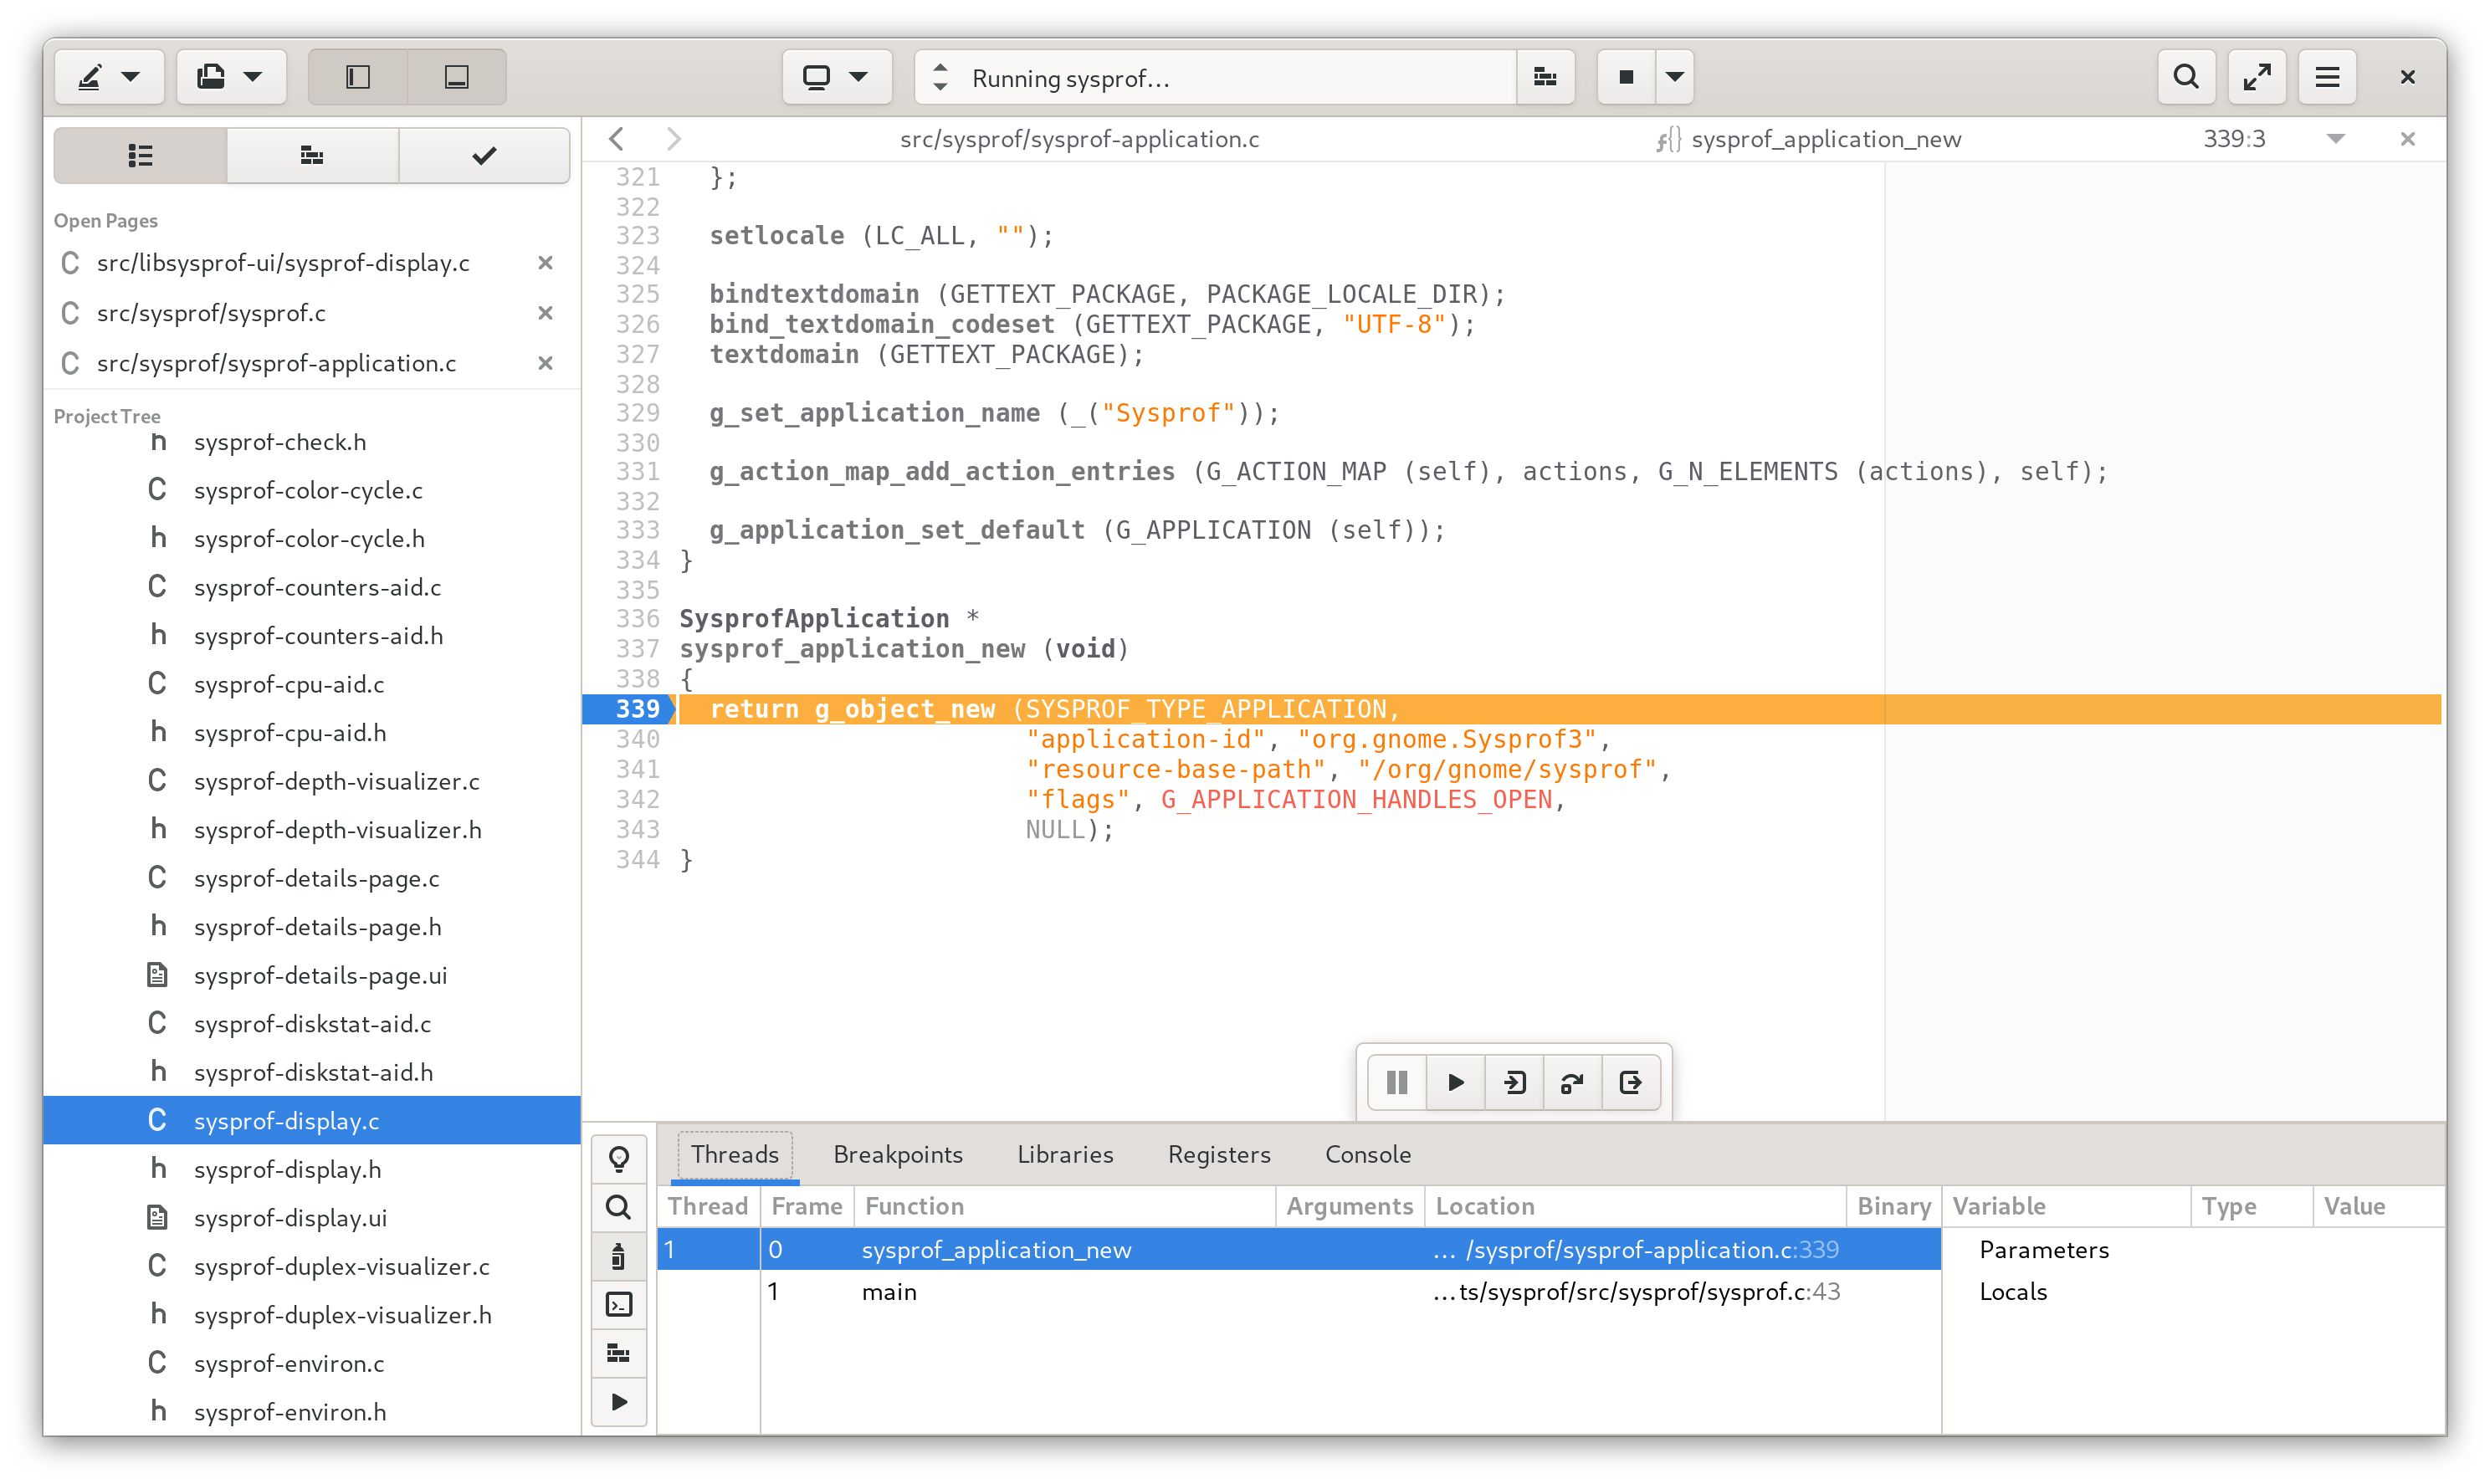 Running sysprof…
src/sysprof/sysprof-application.c
sysprof_application_new
339:3
Open Pages
C src/libsysprof-ui/sysprof-display.c
C src/sysprof/sysprof.c
C src/sysprof/sysprof-application.c
Project Tree
h sysprof-check.h
C sysprof-color-cycle.c
h sysprof-color-cycle.h
C sysprof-counters-aid.c
h sysprof-counters-aid.h
C sysprof-cpu-aid.c
h sysprof-cpu-aid.h
C sysprof-depth-visualizer.c
h sysprof-depth-visualizer.h
C sysprof-details-page.c
h sysprof-details-page.h
sysprof-details-page.ui
C sysprof-diskstat-aid.c
h sysprof-diskstat-aid.h
C sysprof-display.c
h sysprof-display.h
sysprof-display.ui
C sysprof-duplex-visualizer.c
h sysprof-duplex-visualizer.h
C sysprof-environ.c
h sysprof-environ.h
321   };
322
323   setlocale (LC_ALL, "");
324
325   bindtextdomain (GETTEXT_PACKAGE, PACKAGE_LOCALE_DIR);
326   bind_textdomain_codeset (GETTEXT_PACKAGE, "UTF-8");
327   textdomain (GETTEXT_PACKAGE);
328
329   g_set_application_name (_("Sysprof"));
330
331   g_action_map_add_action_entries (G_ACTION_MAP (self), actions, G_N_ELEMENTS (actions), self);
332
333   g_application_set_default (G_APPLICATION (self));
334 }
335
336 SysprofApplication *
337 sysprof_application_new (void)
338 {
339   return g_object_new (SYSPROF_TYPE_APPLICATION,
340                        "application-id", "org.gnome.Sysprof3",
341                        "resource-base-path", "/org/gnome/sysprof",
342                        "flags", G_APPLICATION_HANDLES_OPEN,
343                        NULL);
344 }
Threads Breakpoints Libraries Registers Console
Thread Frame Function Arguments Location Binary Variable Type Value
1 0 sysprof_application_new … /sysprof/sysprof-application.c:339 Parameters
1 main …ts/sysprof/src/sysprof/sysprof.c:43 Locals